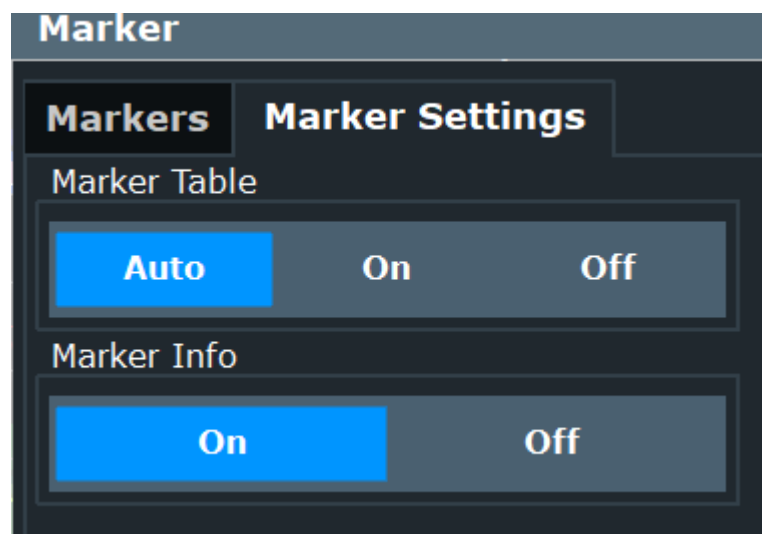 Marker
Markers Marker Settings
Marker Table
Auto On Off
Marker Info
On Off